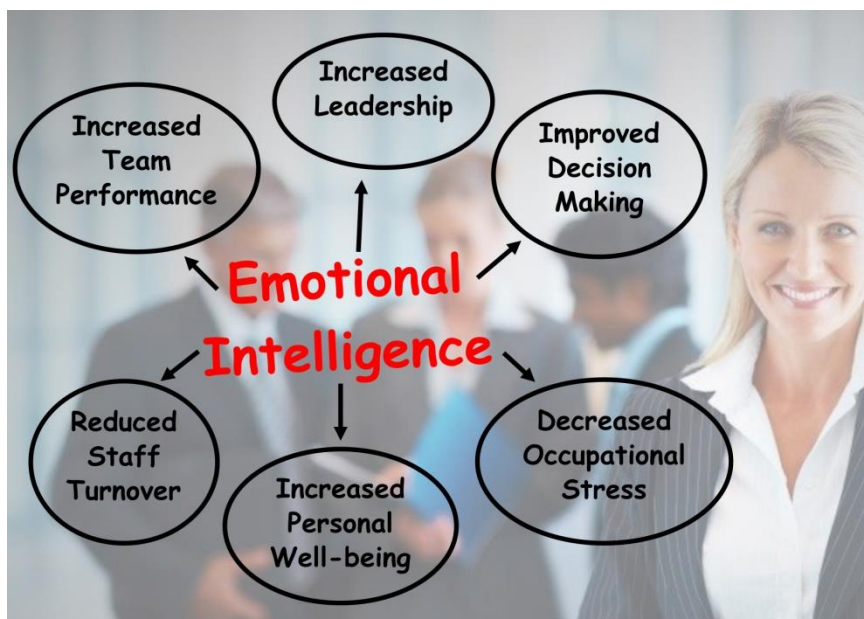 Increased
Leadership
Increased
Team
Performance
Improved
Decision
Making
Emotional
Intelligence
Reduced
Staff
Turnover
Increased
Personal
Well-being
Decreased
Occupational
Stress